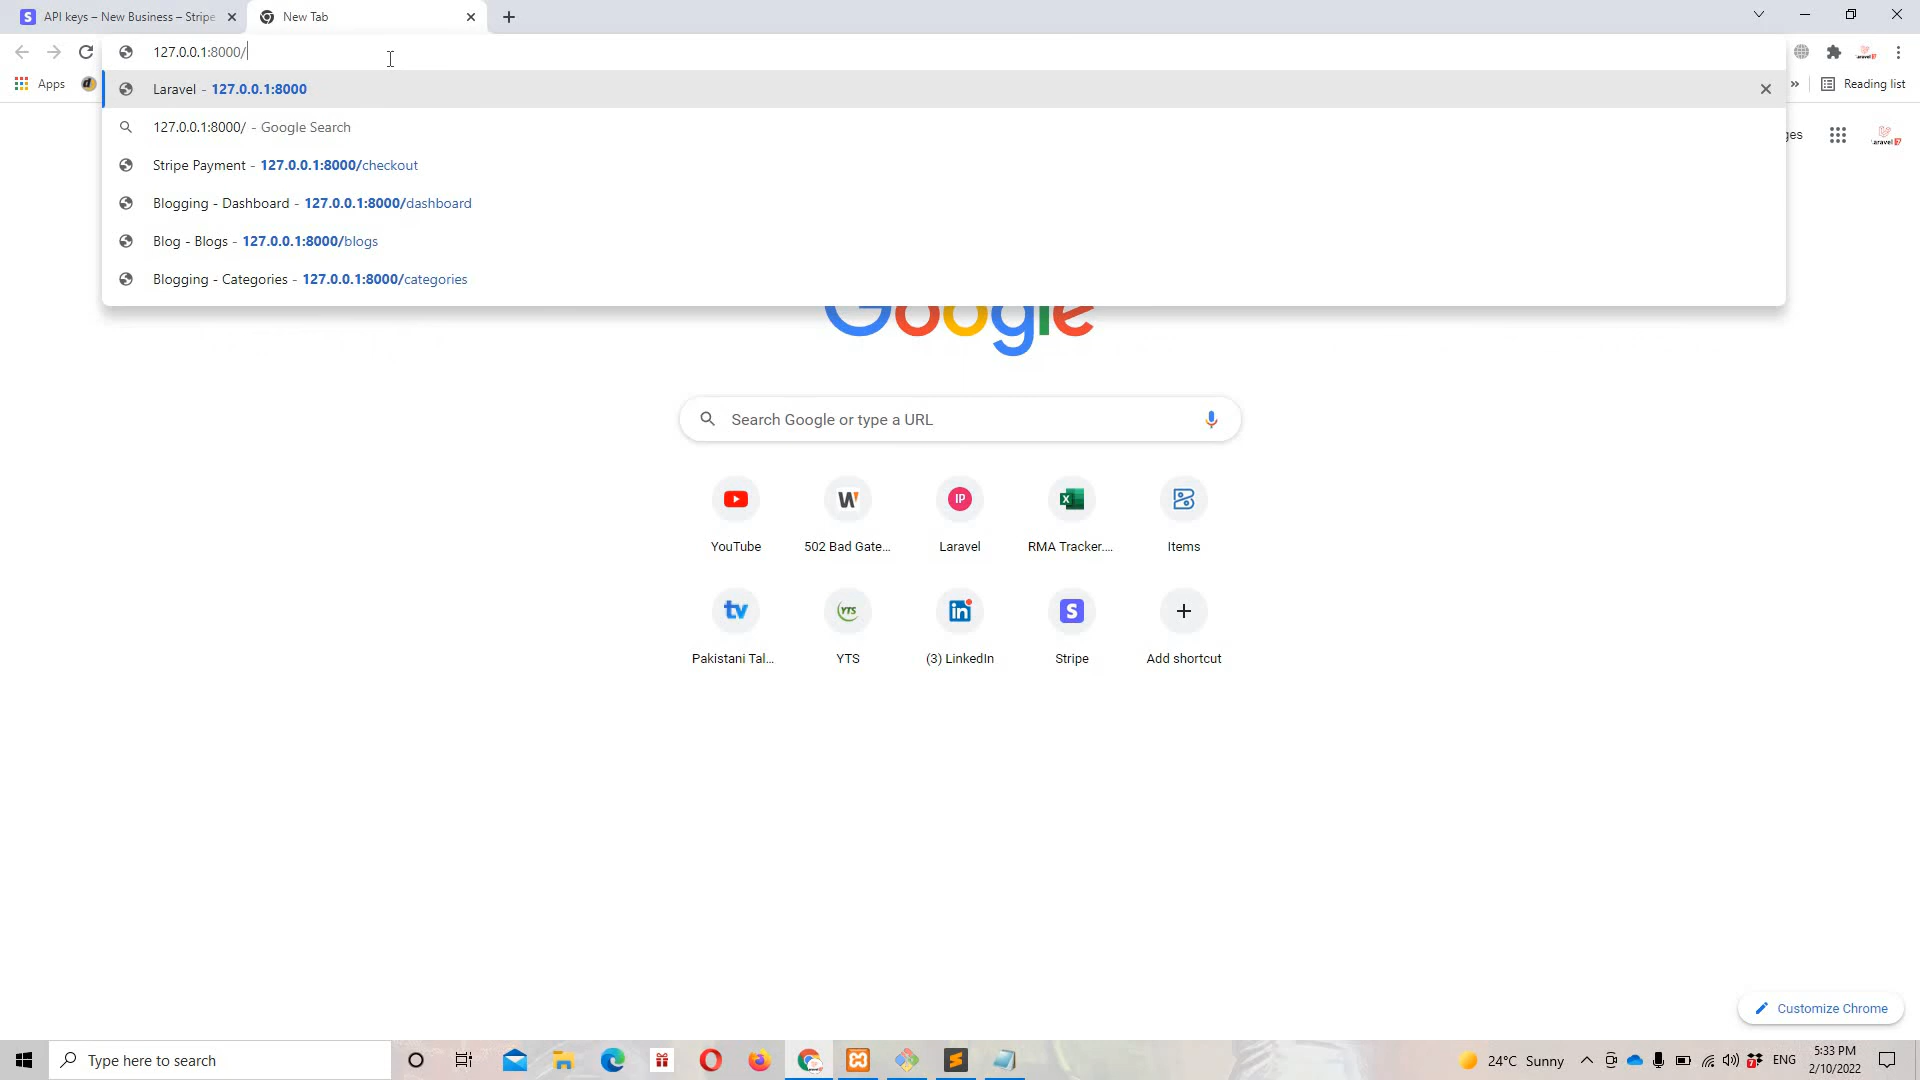 API keys – New Business – Stripe
New Tab
127.0.0.1:8000/
Apps
Reading list
Laravel - 127.0.0.1:8000
127.0.0.1:8000/ - Google Search
Stripe Payment - 127.0.0.1:8000/checkout
Blogging - Dashboard - 127.0.0.1:8000/dashboard
Blog - Blogs - 127.0.0.1:8000/blogs
Blogging - Categories - 127.0.0.1:8000/categories
Google
Search Google or type a URL
YouTube
502 Bad Gate...
Laravel
RMA Tracker....
Items
Pakistani Tal...
YTS
(3) LinkedIn
Stripe
Add shortcut
Customize Chrome
Type here to search
24°C Sunny
ENG
5:33 PM
2/10/2022